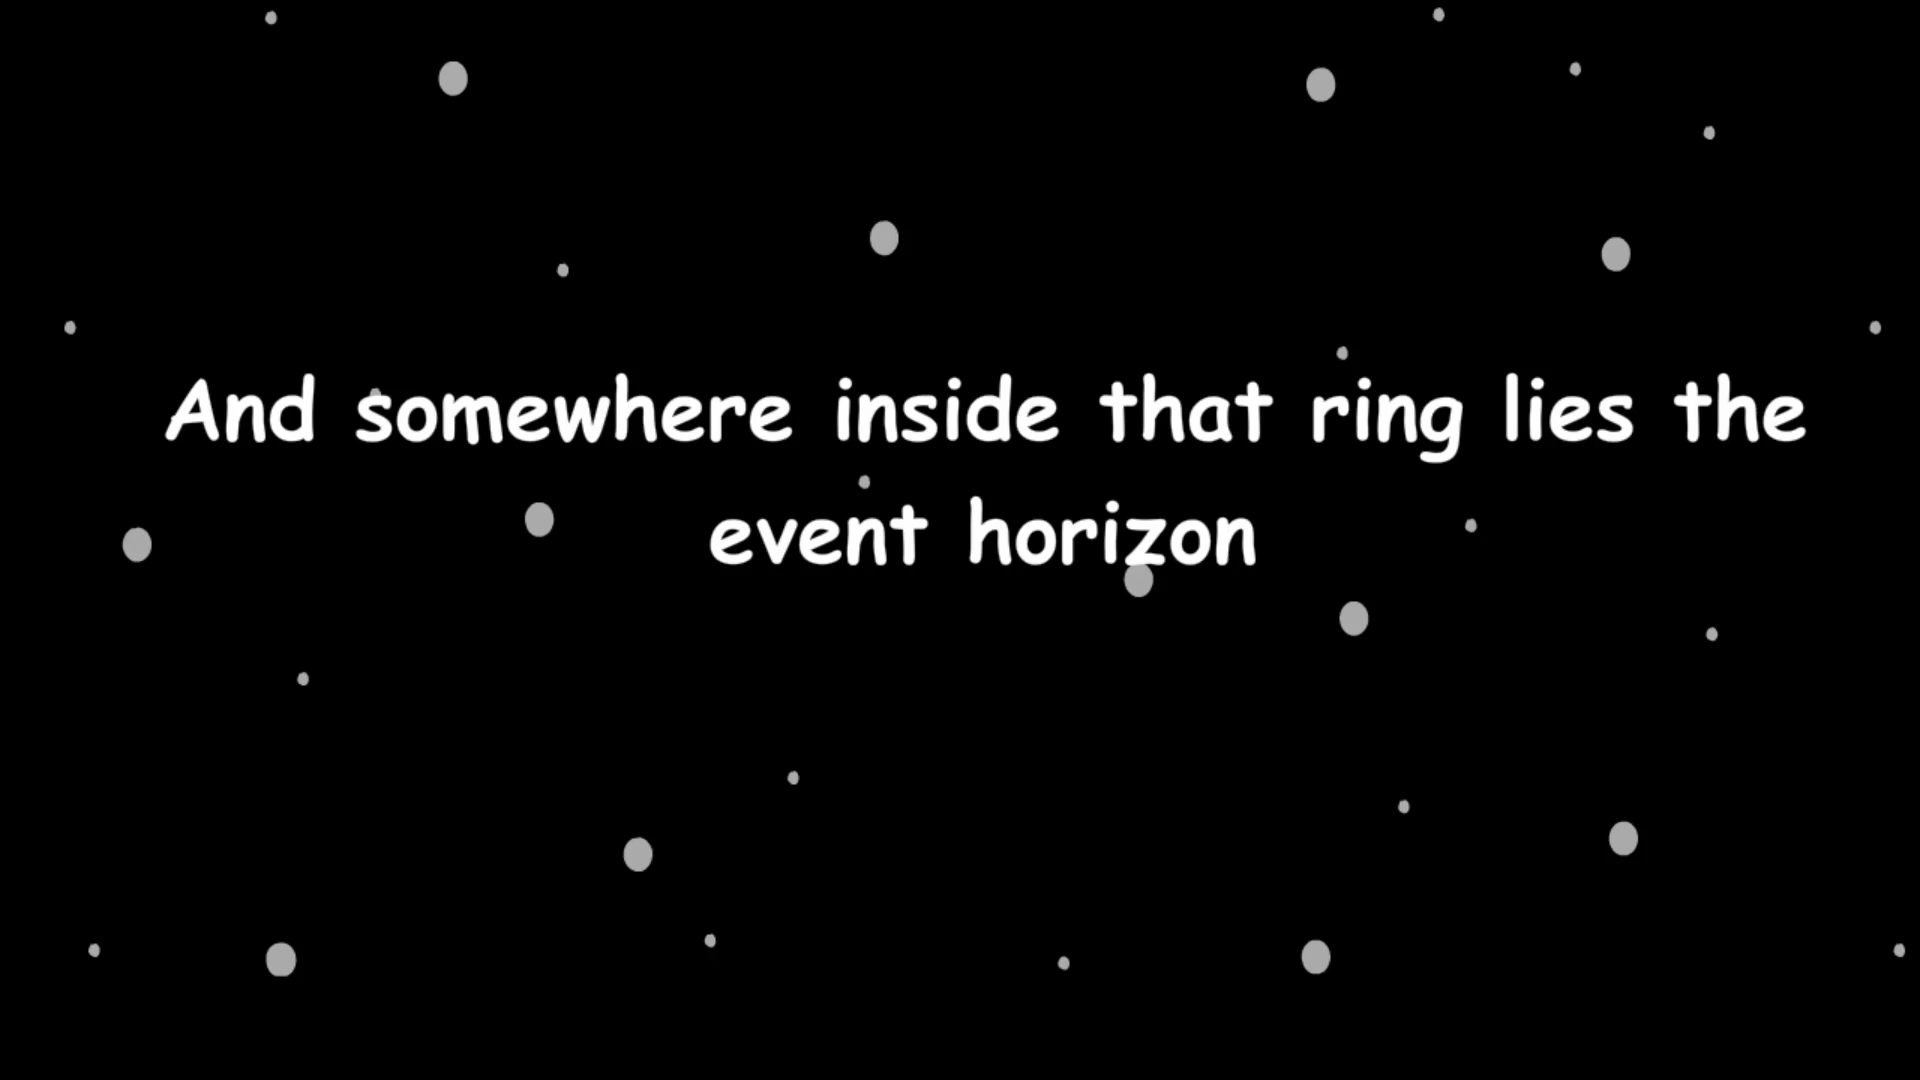 And somewhere inside that ring lies the
event horizon